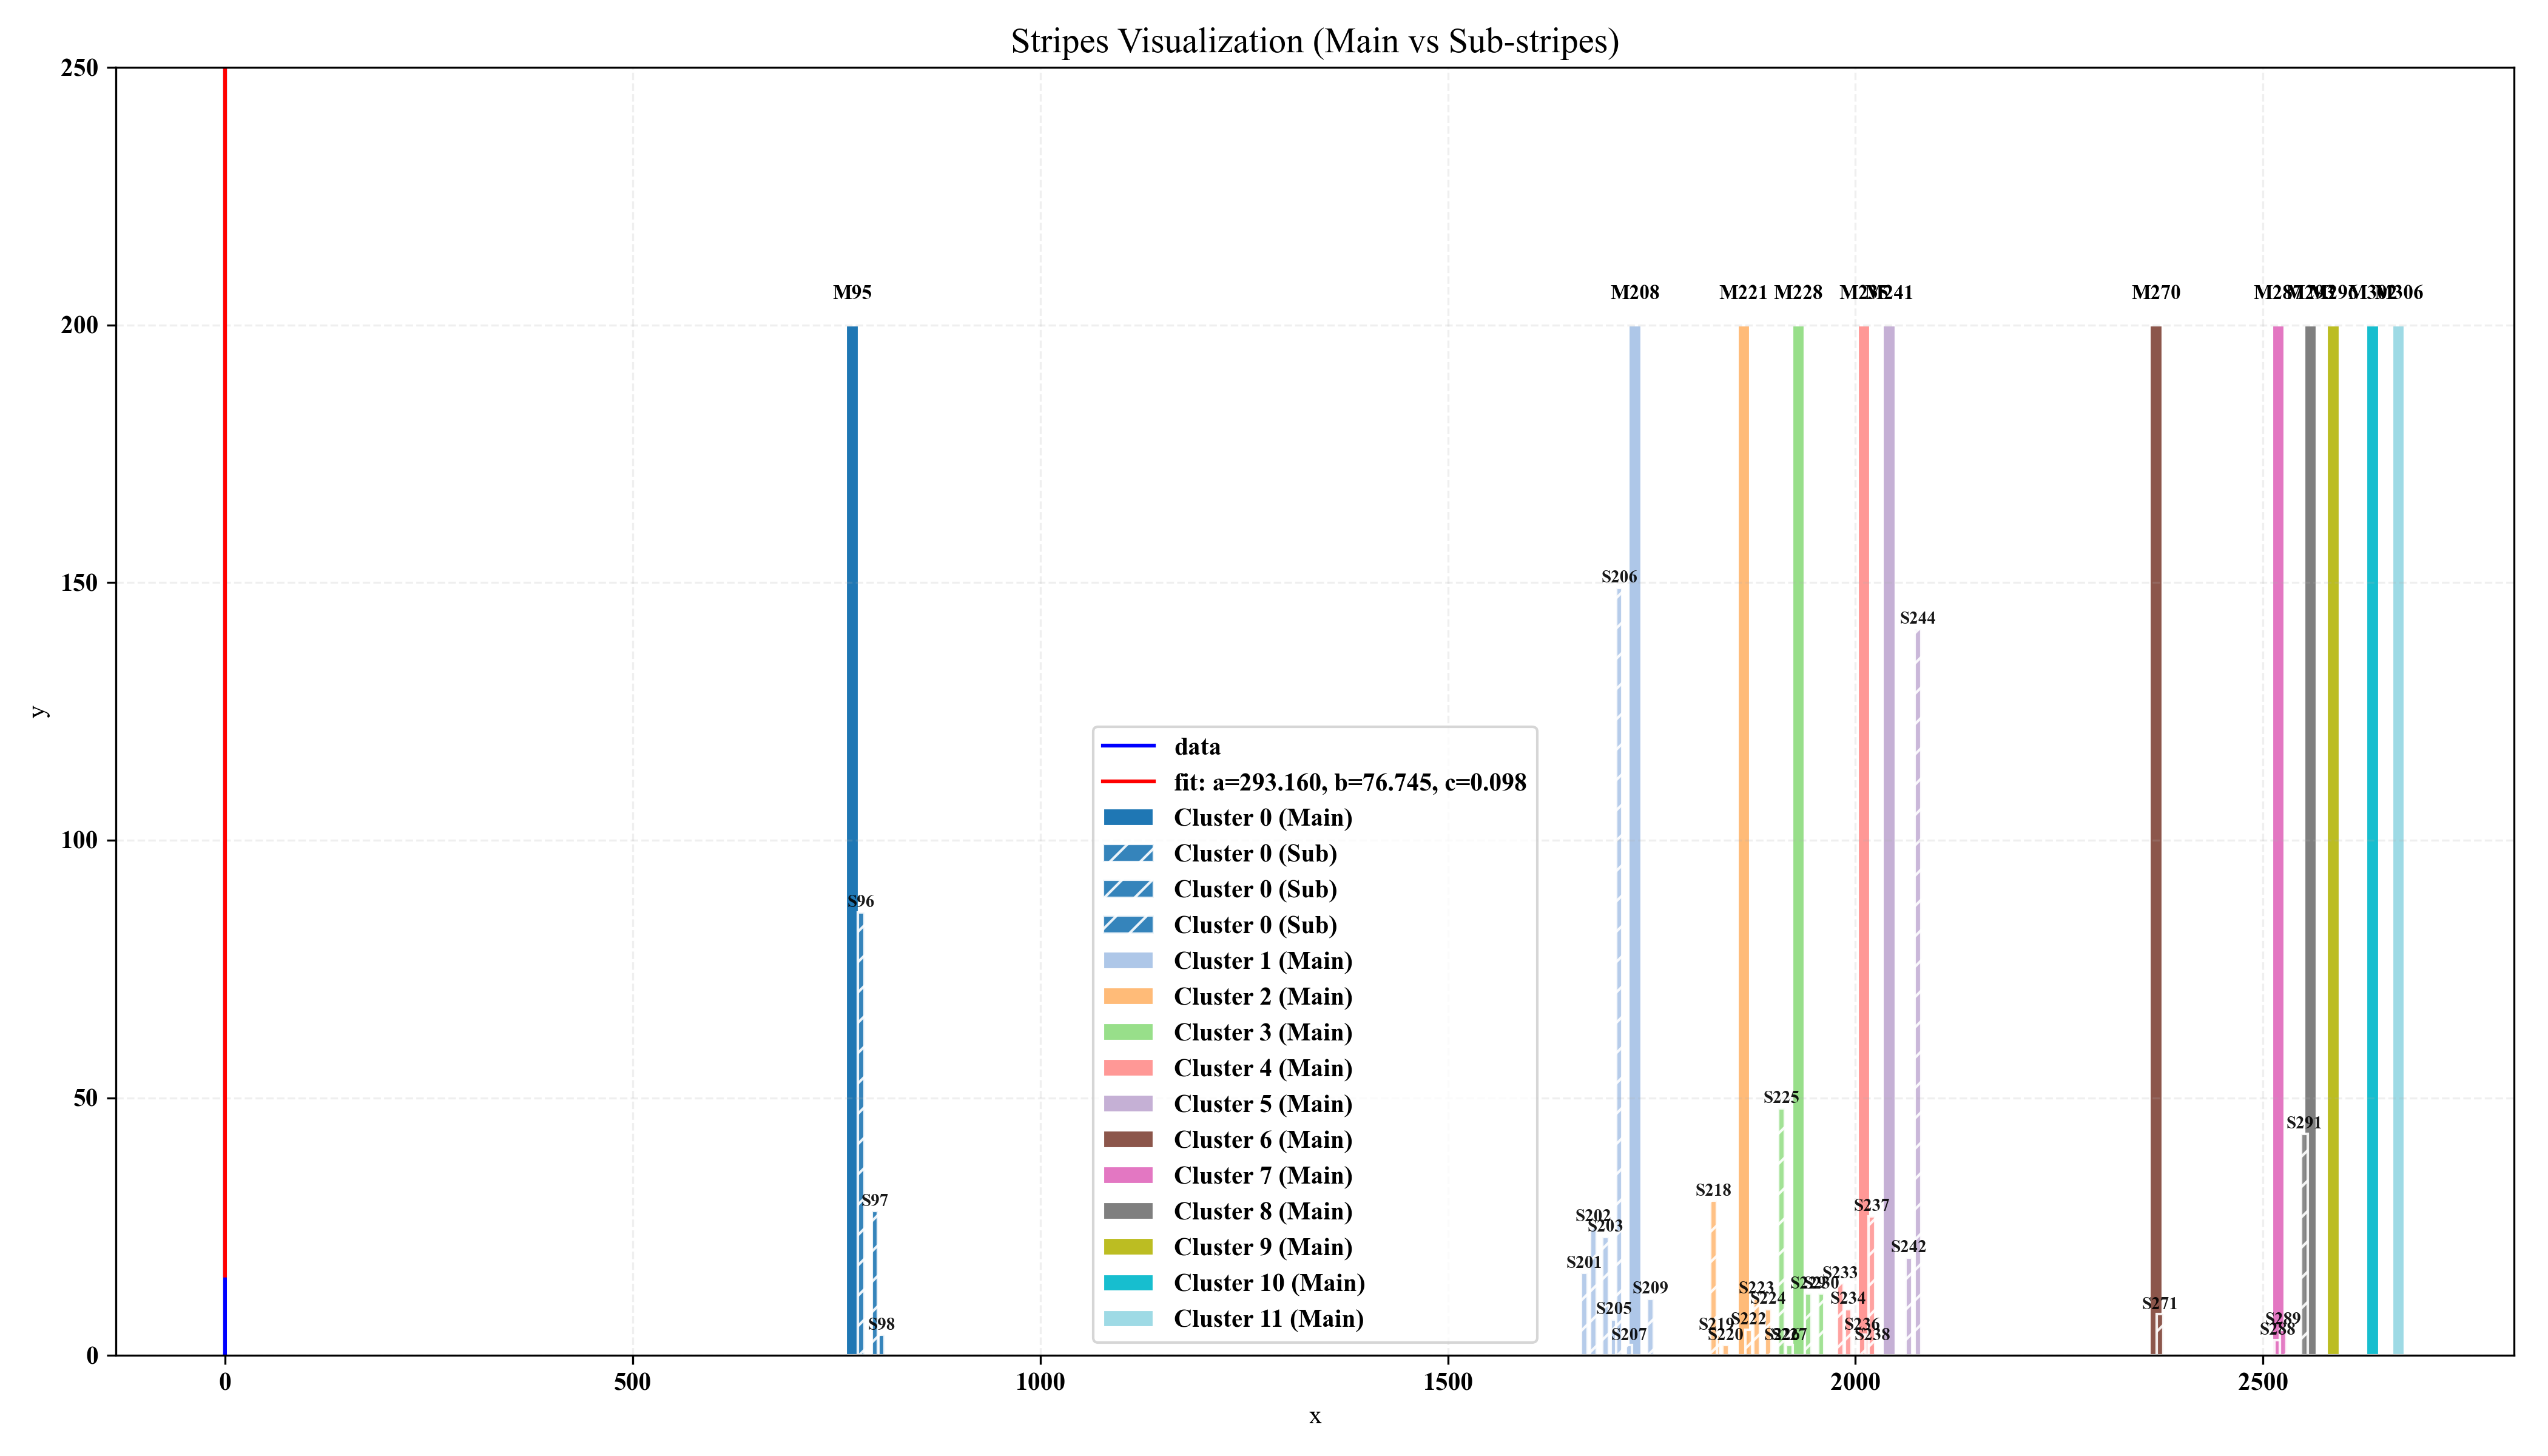 Stripes Visualization (Main vs Sub-stripes)
250
200
150
100
50
0
y
M95
M208
M221
M228
M241
M270
M306
S206
S244
S96
S97
S98
S225
S291
S218
S237
S202
S203
S201
S242
S209
S205
S207
S233
S234
S223
S224
S222
S219
S220
S236
S238
S271
S289
S288
data
fit: a=293.160, b=76.745, c=0.098
Cluster 0 (Main)
Cluster 0 (Sub)
Cluster 0 (Sub)
Cluster 0 (Sub)
Cluster 1 (Main)
Cluster 2 (Main)
Cluster 3 (Main)
Cluster 4 (Main)
Cluster 5 (Main)
Cluster 6 (Main)
Cluster 7 (Main)
Cluster 8 (Main)
Cluster 9 (Main)
Cluster 10 (Main)
Cluster 11 (Main)
0
500
1000
1500
2000
2500
x